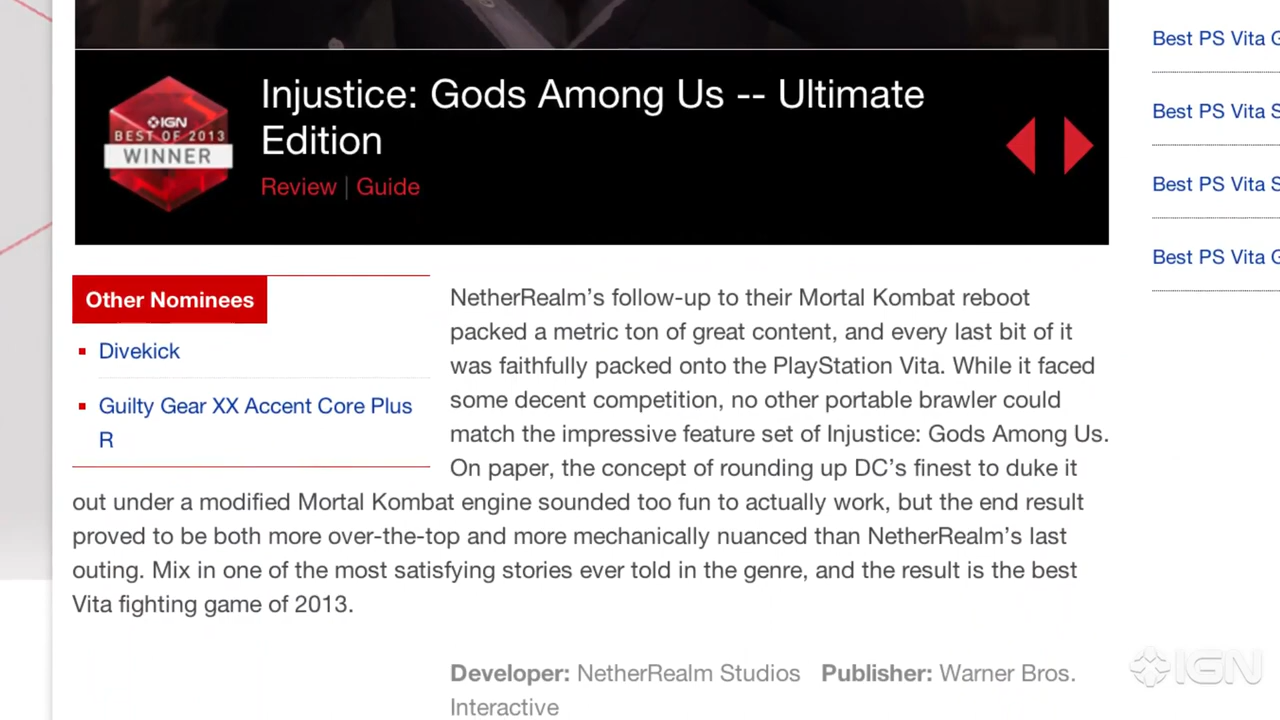 Best PS Vita
Injustice: Gods Among Us -- Ultimate
Edition
IGN
BEST OF 2013
WINNER
Review | Guide
Best PS Vita
Best PS Vita
Best PS Vita
Other Nominees
Divekick
Guilty Gear XX Accent Core Plus
R
NetherRealm’s follow-up to their Mortal Kombat reboot
packed a metric ton of great content, and every last bit of it
was faithfully packed onto the PlayStation Vita. While it faced
some decent competition, no other portable brawler could
match the impressive feature set of Injustice: Gods Among Us.
On paper, the concept of rounding up DC’s finest to duke it
out under a modified Mortal Kombat engine sounded too fun to actually work, but the end result
proved to be both more over-the-top and more mechanically nuanced than NetherRealm’s last
outing. Mix in one of the most satisfying stories ever told in the genre, and the result is the best
Vita fighting game of 2013.
Developer: NetherRealm Studios Publisher: Warner Bros.
Interactive
IGN